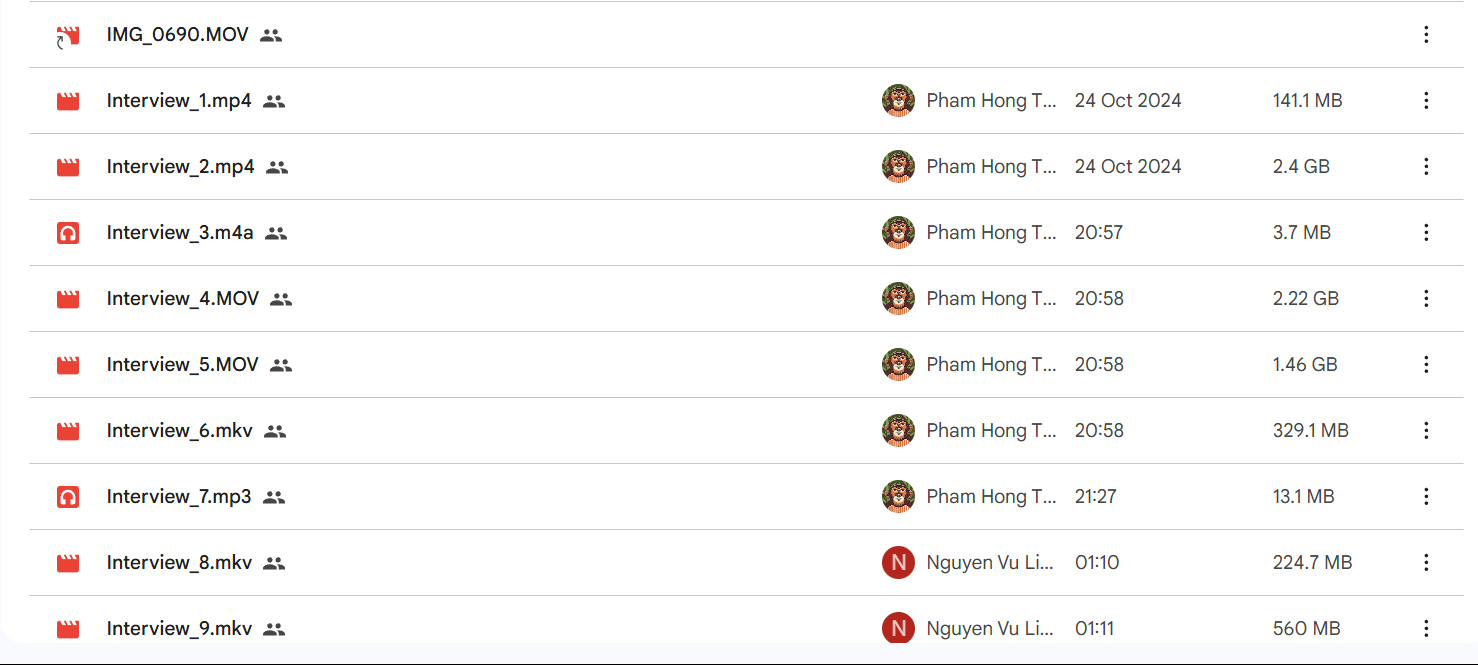 IMG_0690.MOV
Interview_1.mp4 Pham Hong T... 24 Oct 2024 141.1 MB
Interview_2.mp4 Pham Hong T... 24 Oct 2024 2.4 GB
Interview_3.m4a Pham Hong T... 20:57 3.7 MB
Interview_4.MOV Pham Hong T... 20:58 2.22 GB
Interview_5.MOV Pham Hong T... 20:58 1.46 GB
Interview_6.mkv Pham Hong T... 20:58 329.1 MB
Interview_7.mp3 Pham Hong T... 21:27 13.1 MB
Interview_8.mkv N Nguyen Vu Li... 01:10 224.7 MB
Interview_9.mkv N Nguyen Vu Li... 01:11 560 MB